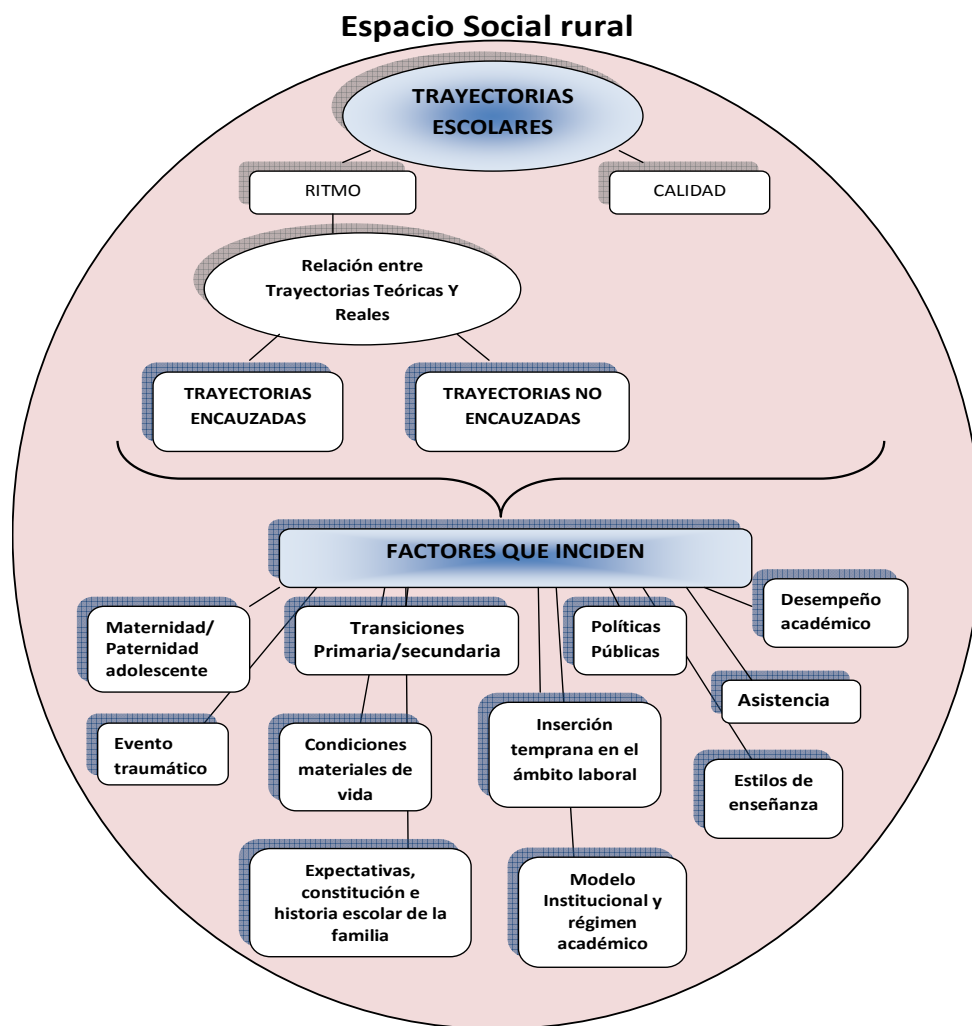 Espacio Social rural
TRAYECTORIAS
ESCOLARES
RITMO
CALIDAD
Relación entre
Trayectorias Teóricas Y
Reales
TRAYECTORIAS
ENCAUZADAS
TRAYECTORIAS NO
ENCAUZADAS
FACTORES QUE INCIDEN
Maternidad/
Paternidad
adolescente
Transiciones
Primaria/secundaria
Políticas
Públicas
Desempeño
académico
Evento
traumático
Condiciones
materiales de
vida
Inserción
temprana en el
ámbito laboral
Asistencia
Estilos de
enseñanza
Expectativas,
constitución e
historia escolar de la
familia
Modelo
Institucional y
régimen
académico